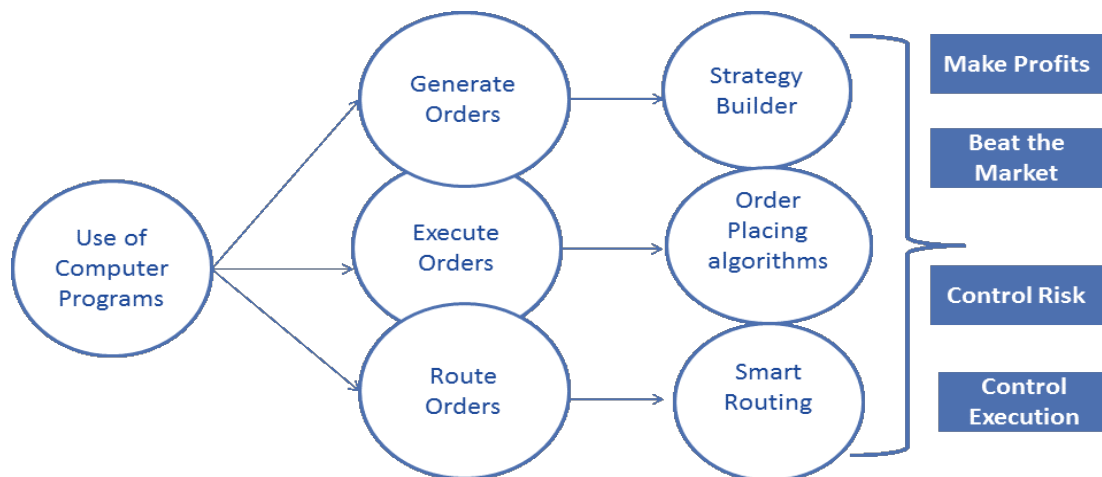 Use of
Computer
Programs
Generate
Orders
Execute
Orders
Route
Orders
Strategy
Builder
Order
Placing
algorithms
Smart
Routing
Make Profits
Beat the
Market
Control Risk
Control
Execution